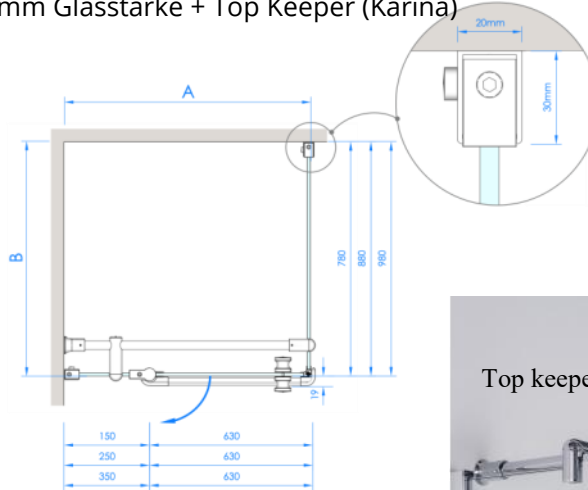 mm Glasstärke + Top Keeper (Karina)
20mm
30mm
A
B
780
880
980
19
150 630
250 630
350 630
Top keepe